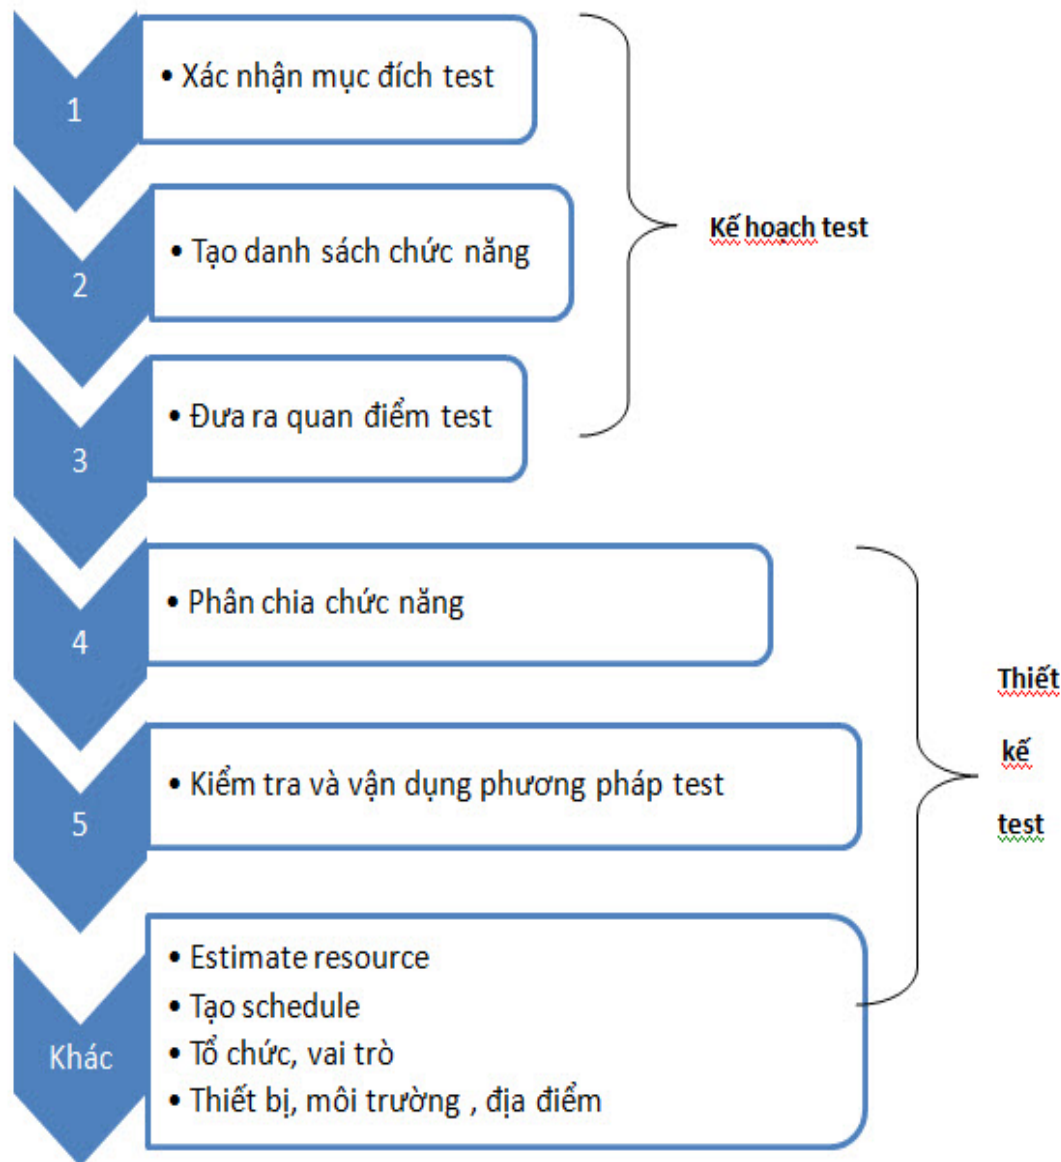 1
• Xác nhận mục đích test
2
• Tạo danh sách chức năng
3
• Đưa ra quan điểm test
Kế hoạch test
4
• Phân chia chức năng
5
• Kiểm tra và vận dụng phương pháp test
Khác
• Estimate resource
• Tạo schedule
• Tổ chức, vai trò
• Thiết bị, môi trường , địa điểm
Thiết
kế
test